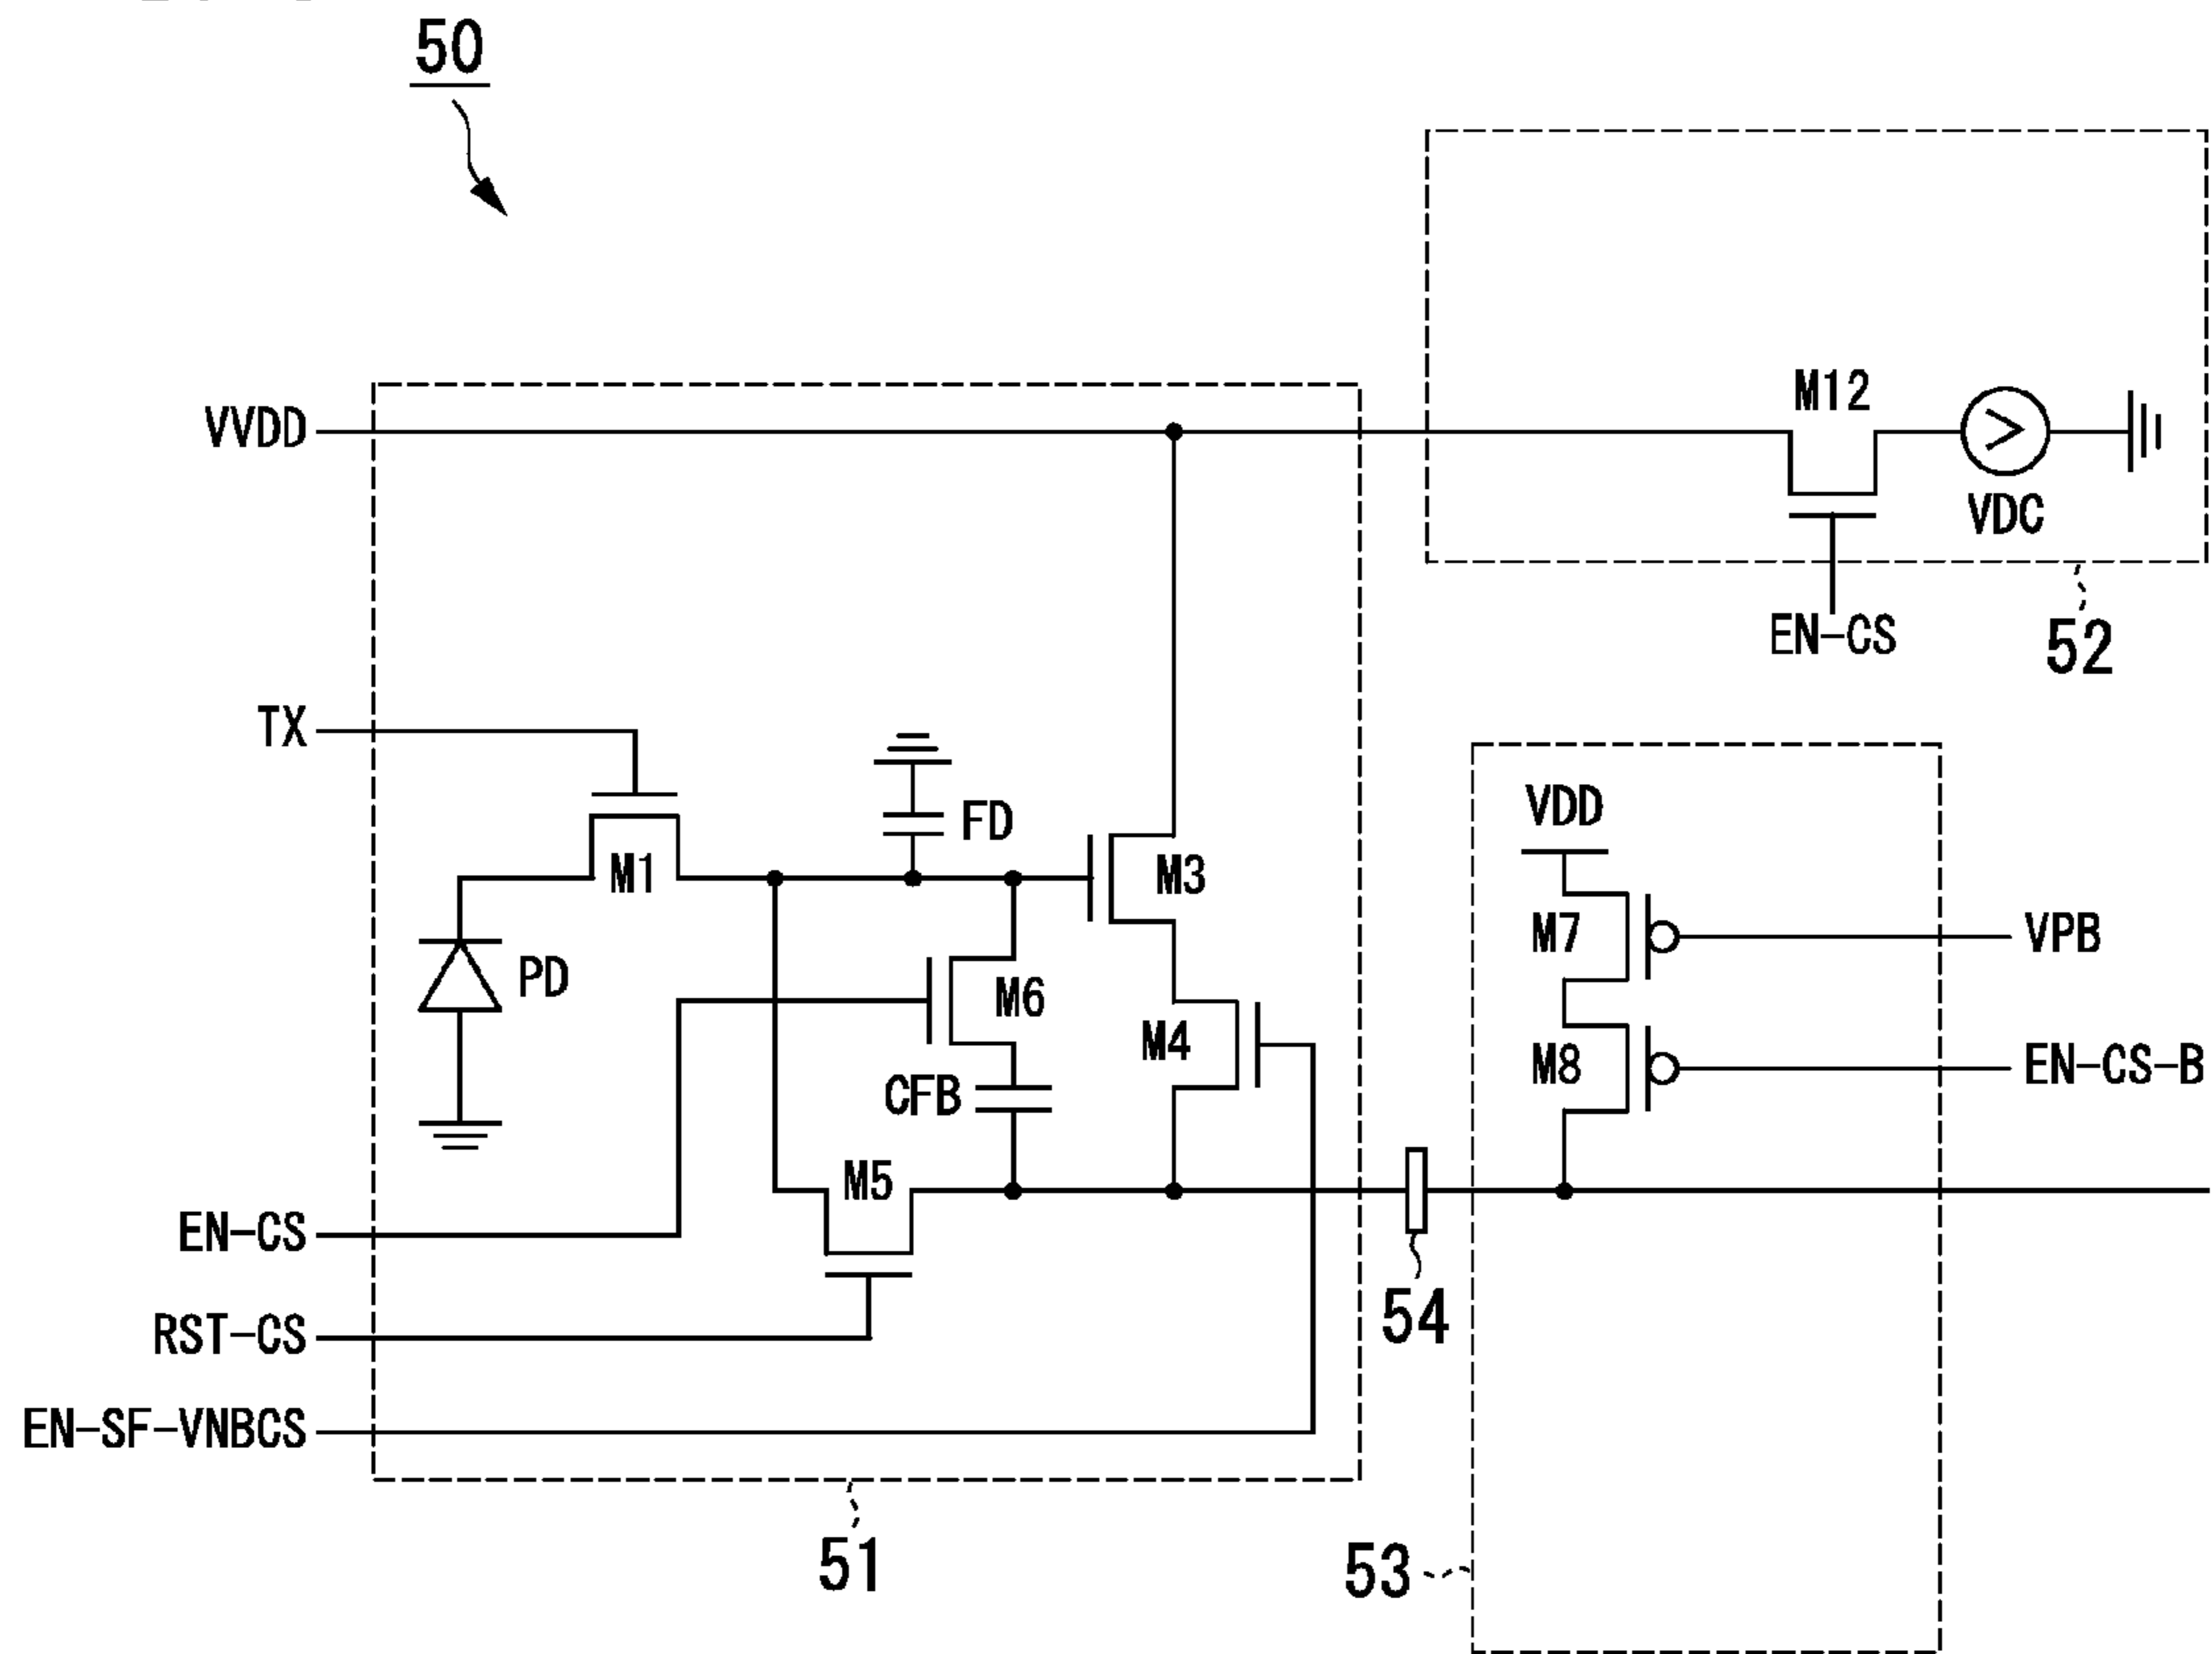 50
M12
VVDD
VDC
EN-CS
52
TX
VDD
FD
M1
M3
M7
VPB
PD
M6
M4
M8
EN-CS-B
CFB
M5
EN-CS
54
RST-CS
EN-SF-VNBCS
51
53